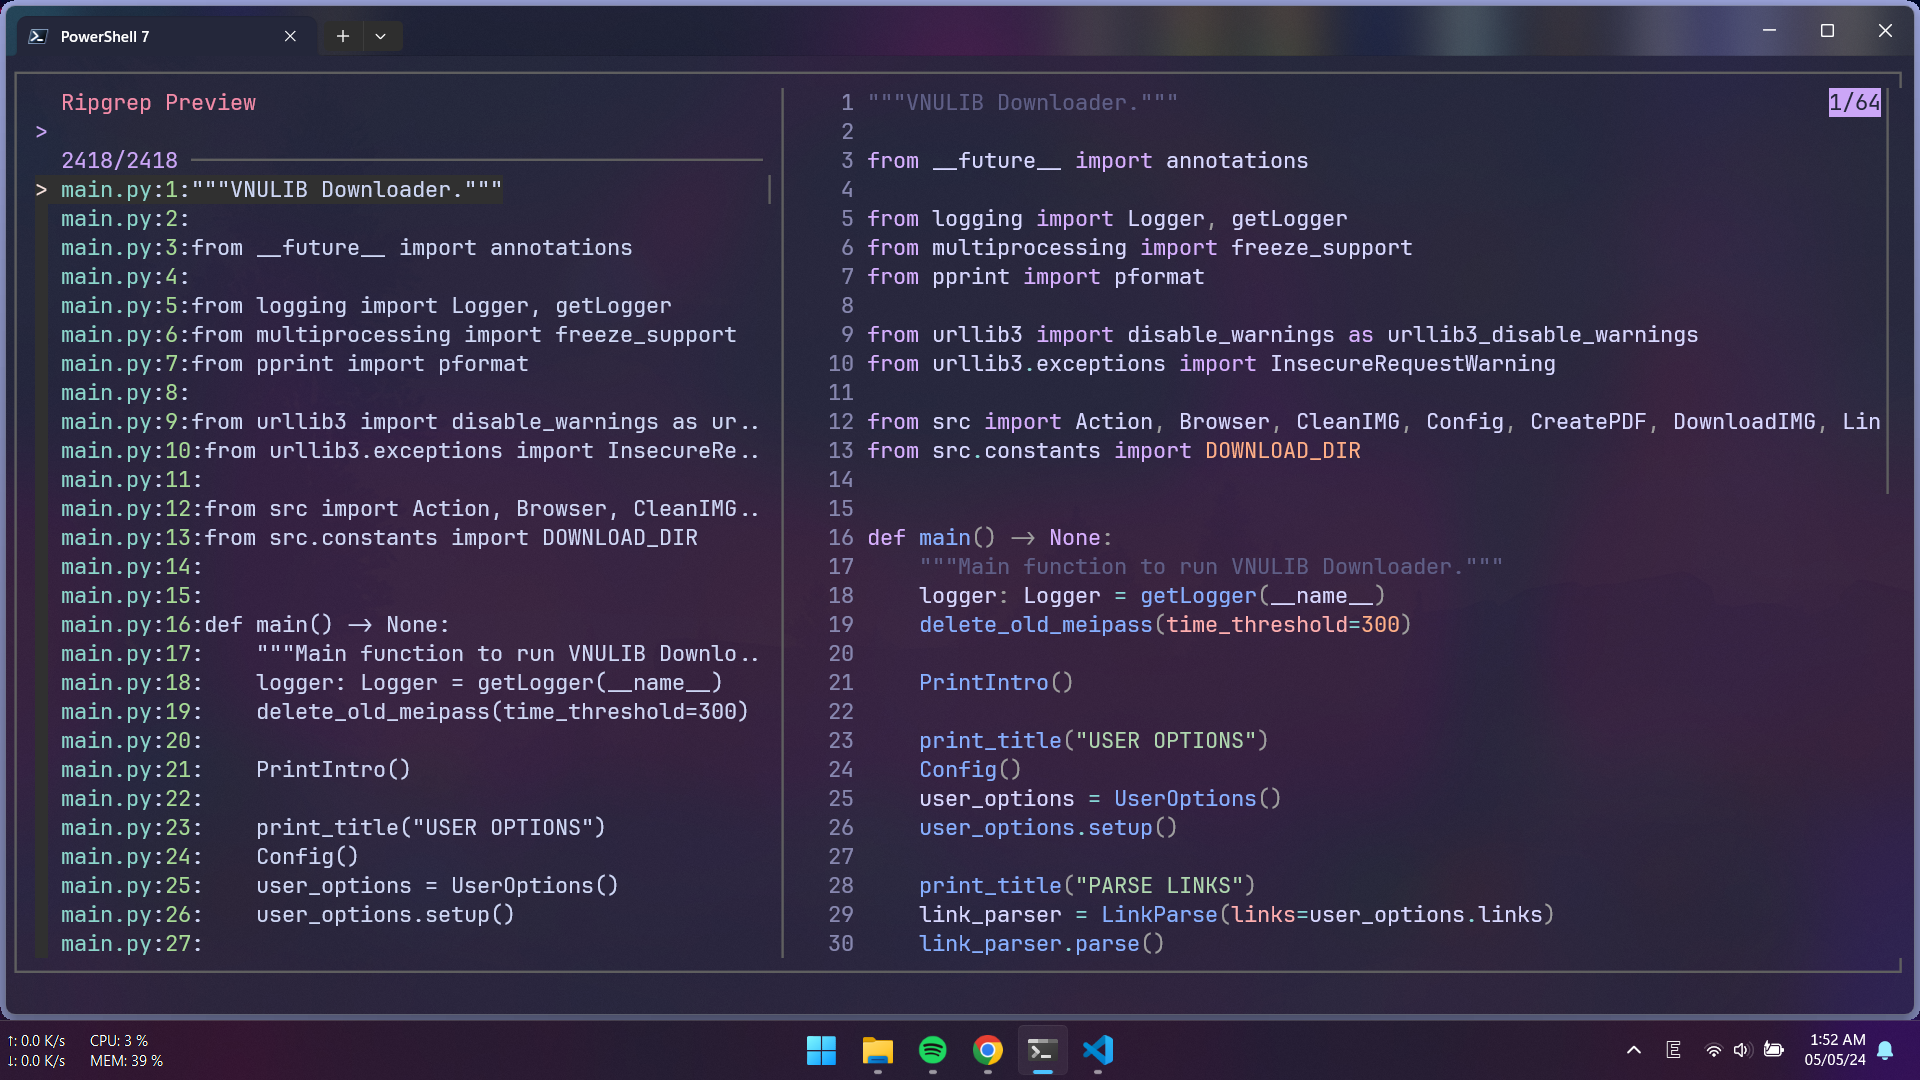 PowerShell 7
Ripgrep Preview
>
2418/2418
> main.py:1:"""VNULIB Downloader."""
main.py:2:
main.py:3:from __future__ import annotations
main.py:4:
main.py:5:from logging import Logger, getLogger
main.py:6:from multiprocessing import freeze_support
main.py:7:from pprint import pformat
main.py:8:
main.py:9:from urllib3 import disable_warnings as ur..
main.py:10:from urllib3.exceptions import InsecureRe..
main.py:11:
main.py:12:from src import Action, Browser, CleanIMG..
main.py:13:from src.constants import DOWNLOAD_DIR
main.py:14:
main.py:15:
main.py:16:def main() -> None:
main.py:17:    """Main function to run VNULIB Downlo..
main.py:18:    logger: Logger = getLogger(__name__)
main.py:19:    delete_old_meipass(time_threshold=300)
main.py:20:
main.py:21:    PrintIntro()
main.py:22:
main.py:23:    print_title("USER OPTIONS")
main.py:24:    Config()
main.py:25:    user_options = UserOptions()
main.py:26:    user_options.setup()
main.py:27:
1 """VNULIB Downloader."""
1/64
2
3 from __future__ import annotations
4
5 from logging import Logger, getLogger
6 from multiprocessing import freeze_support
7 from pprint import pformat
8
9 from urllib3 import disable_warnings as urllib3_disable_warnings
10 from urllib3.exceptions import InsecureRequestWarning
11
12 from src import Action, Browser, CleanIMG, Config, CreatePDF, DownloadIMG, Lin
13 from src.constants import DOWNLOAD_DIR
14
15
16 def main() -> None:
17     """Main function to run VNULIB Downloader."""
18     logger: Logger = getLogger(__name__)
19     delete_old_meipass(time_threshold=300)
20
21     PrintIntro()
22
23     print_title("USER OPTIONS")
24     Config()
25     user_options = UserOptions()
26     user_options.setup()
27
28     print_title("PARSE LINKS")
29     link_parser = LinkParse(links=user_options.links)
30     link_parser.parse()
↑: 0.0 K/s CPU: 3 %
↓: 0.0 K/s MEM: 39 %
E
1:52 AM
05/05/24